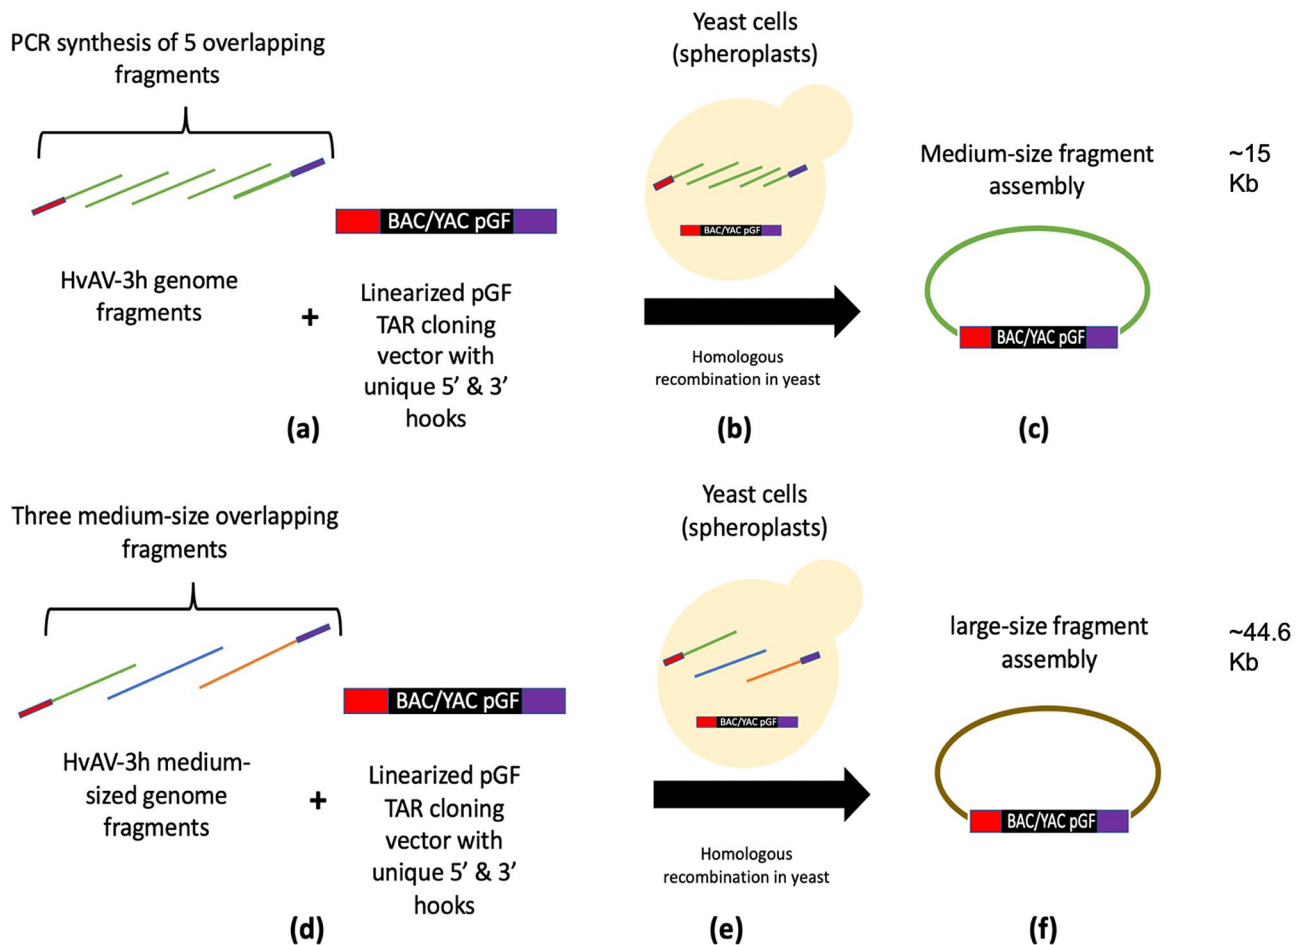 PCR synthesis of 5 overlapping
fragments
HvAV-3h genome
fragments
+
BAC/YAC pGF
Linearized pGF
TAR cloning
vector with
unique 5’ & 3’
hooks
(a)
Yeast cells
(spheroplasts)
BAC/YAC pGF
Homologous
recombination in yeast
(b)
Medium-size fragment
assembly
~15
Kb
BAC/YAC pGF
(c)
Three medium-size overlapping
fragments
HvAV-3h medium-
sized genome
fragments
+
BAC/YAC pGF
Linearized pGF
TAR cloning
vector with
unique 5’ & 3’
hooks
(d)
Yeast cells
(spheroplasts)
BAC/YAC pGF
Homologous
recombination in yeast
(e)
large-size fragment
assembly
~44.6
Kb
BAC/YAC pGF
(f)